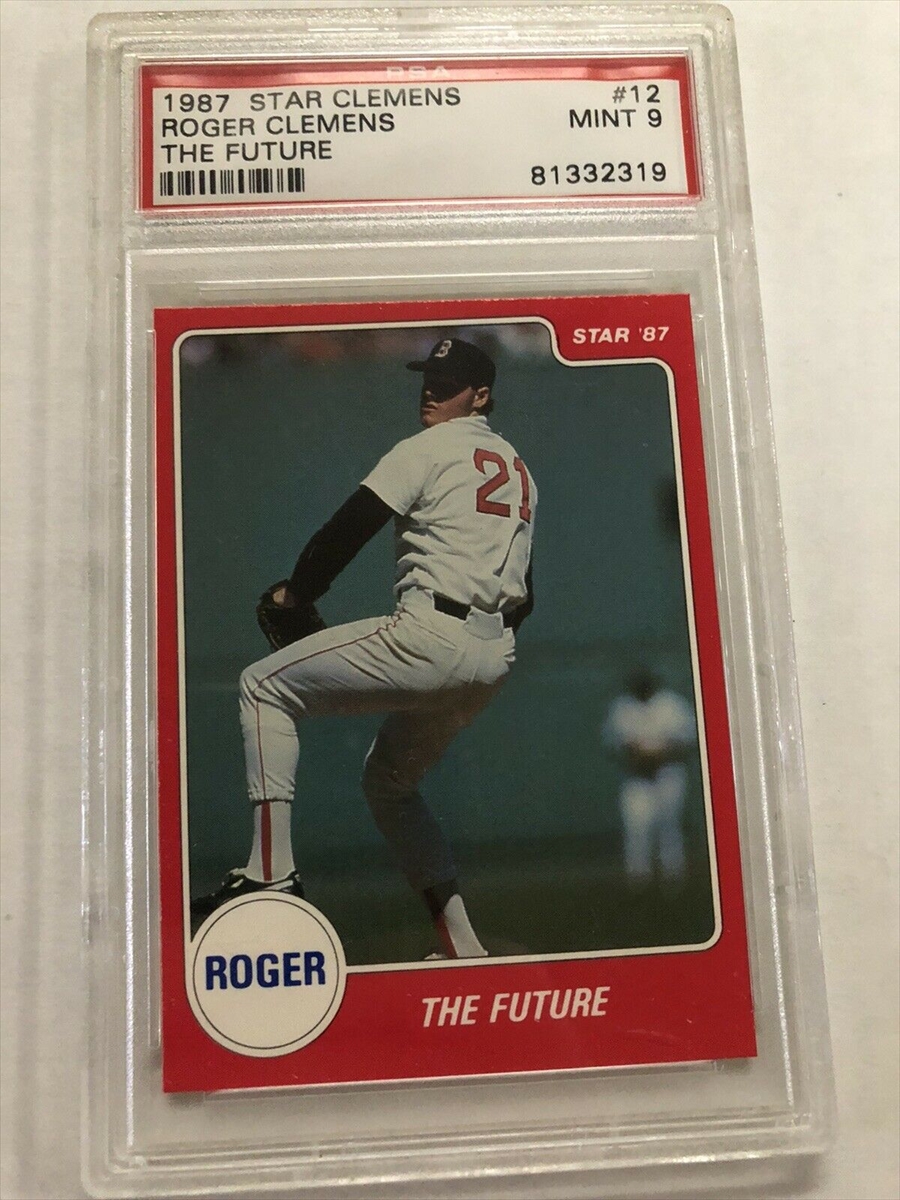 PSA
1987 STAR CLEMENS #12
ROGER CLEMENS MINT 9
THE FUTURE
81332319
STAR '87
B
21
ROGER
THE FUTURE